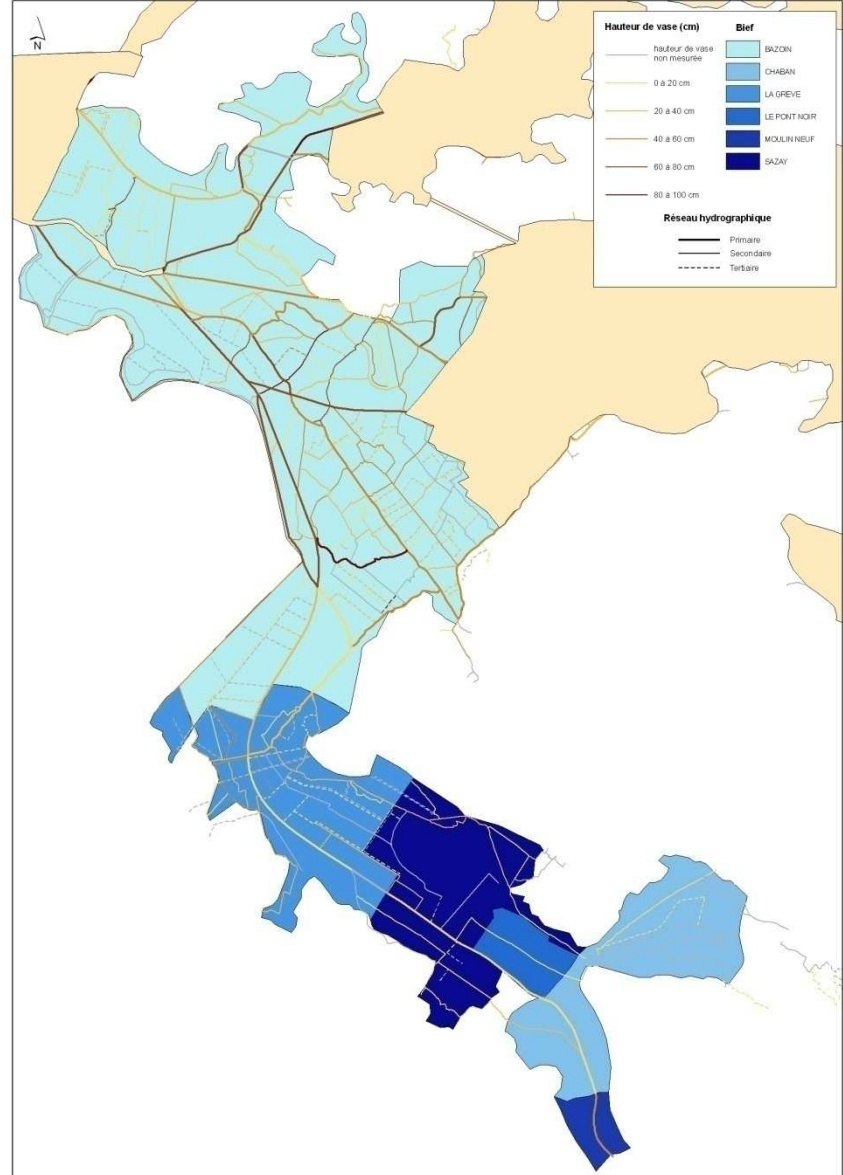 N
Hauteur de vase (cm)
hauteur de vase
non mesurée
0 à 20 cm
20 à 40 cm
40 à 60 cm
60 à 80 cm
80 à 100 cm
Bief
BAZOIN
CHABAN
LA GREVE
LE PONT NOIR
MOULIN NEUF
SAZAY
Réseau hydrographique
Primaire
Secondaire
Tertiaire